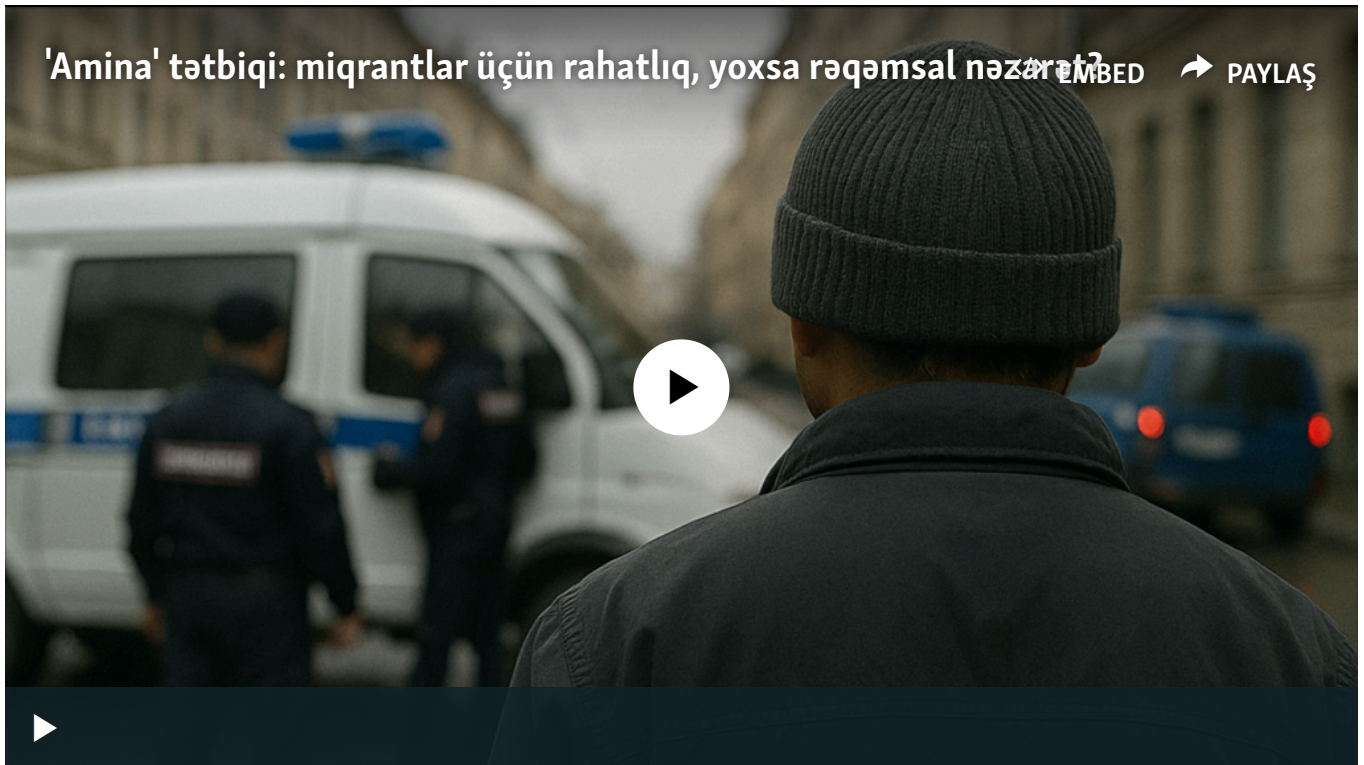 'Amina' tətbiqi: miqrantlar üçün rahatlıq, yoxsa rəqəmsal nəzarət?
EMBED
PAYLAŞ